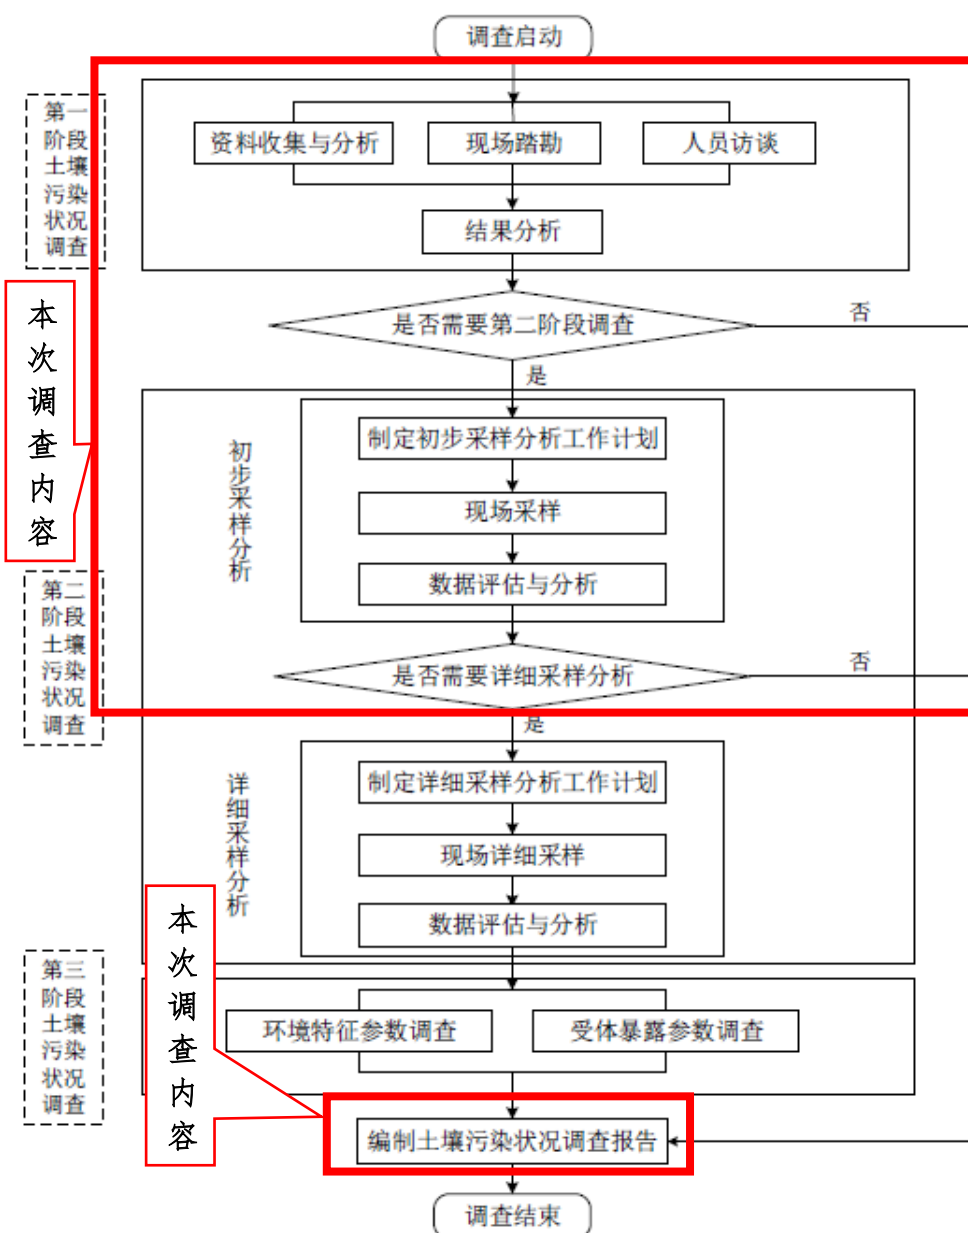 调查启动
第一
阶段
土壤
污染
状况
调查
资料收集与分析
现场踏勘
人员访谈
结果分析
是否需要第二阶段调查
否
是
本次调查内容
初步采样分析
制定初步采样分析工作计划
现场采样
数据评估与分析
第二
阶段
土壤
污染
状况
调查
是否需要详细采样分析
否
是
详细采样分析
制定详细采样分析工作计划
现场详细采样
数据评估与分析
本次调查内容
第三
阶段
土壤
污染
状况
调查
环境特征参数调查
受体暴露参数调查
编制土壤污染状况调查报告
调查结束